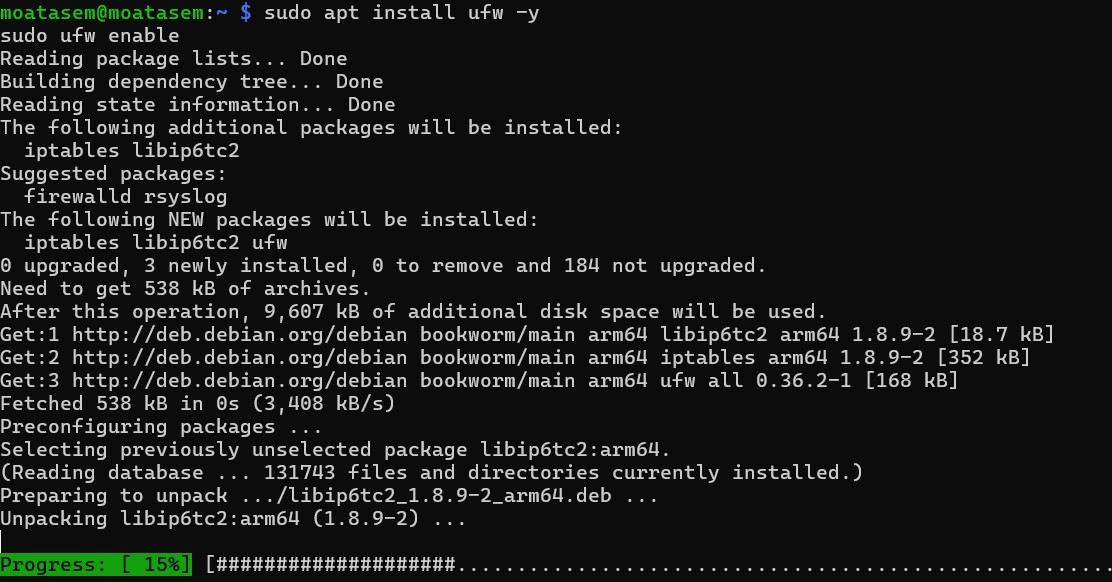 moatasem@moatasem:~ $ sudo apt install ufw -y
sudo ufw enable
Reading package lists... Done
Building dependency tree... Done
Reading state information... Done
The following additional packages will be installed:
  iptables libip6tc2
Suggested packages:
  firewalld rsyslog
The following NEW packages will be installed:
  iptables libip6tc2 ufw
0 upgraded, 3 newly installed, 0 to remove and 184 not upgraded.
Need to get 538 kB of archives.
After this operation, 9,607 kB of additional disk space will be used.
Get:1 http://deb.debian.org/debian bookworm/main arm64 libip6tc2 arm64 1.8.9-2 [18.7 kB]
Get:2 http://deb.debian.org/debian bookworm/main arm64 iptables arm64 1.8.9-2 [352 kB]
Get:3 http://deb.debian.org/debian bookworm/main arm64 ufw all 0.36.2-1 [168 kB]
Fetched 538 kB in 0s (3,408 kB/s)
Preconfiguring packages ...
Selecting previously unselected package libip6tc2:arm64.
(Reading database ... 131743 files and directories currently installed.)
Preparing to unpack .../libip6tc2_1.8.9-2_arm64.deb ...
Unpacking libip6tc2:arm64 (1.8.9-2) ...
Progress: [ 15%] [####################.......................................................